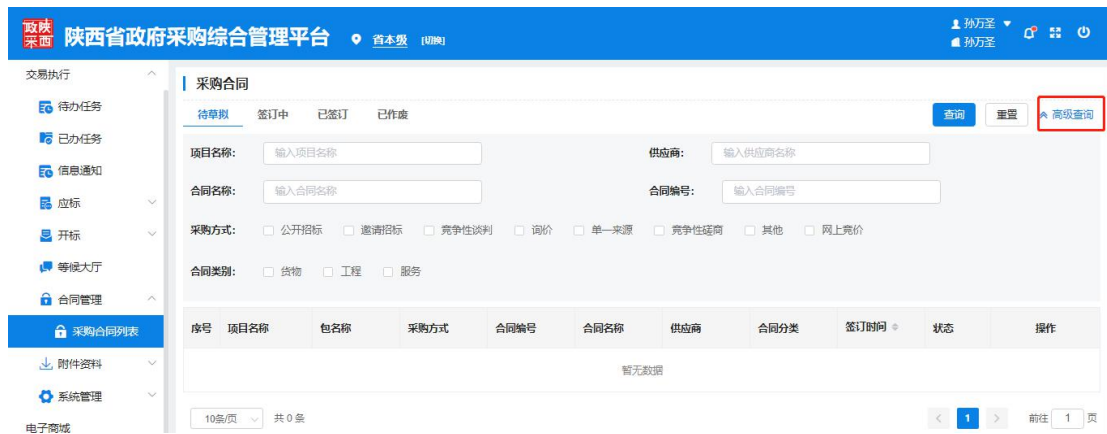 政陕
采西
陕西省政府采购综合管理平台
省本级 [切换]
孙万圣
孙万圣
交易执行
待办任务
已办任务
信息通知
应标
开标
等候大厅
合同管理
采购合同列表
附件资料
系统管理
电子商城
采购合同
待草拟 签订中 已签订 已作废 查询 重置 高级查询
项目名称: 输入项目名称 供应商: 输入供应商名称
合同名称: 输入合同名称 合同编号: 输入合同编号
采购方式: 公开招标 邀请招标 竞争性谈判 询价 单一来源 竞争性磋商 其他 网上竞价
合同类别: 货物 工程 服务
序号 项目名称 包名称 采购方式 合同编号 合同名称 供应商 合同分类 签订时间 状态 操作
暂无数据
10条/页 共 0 条 < 1 > 前往 1 页